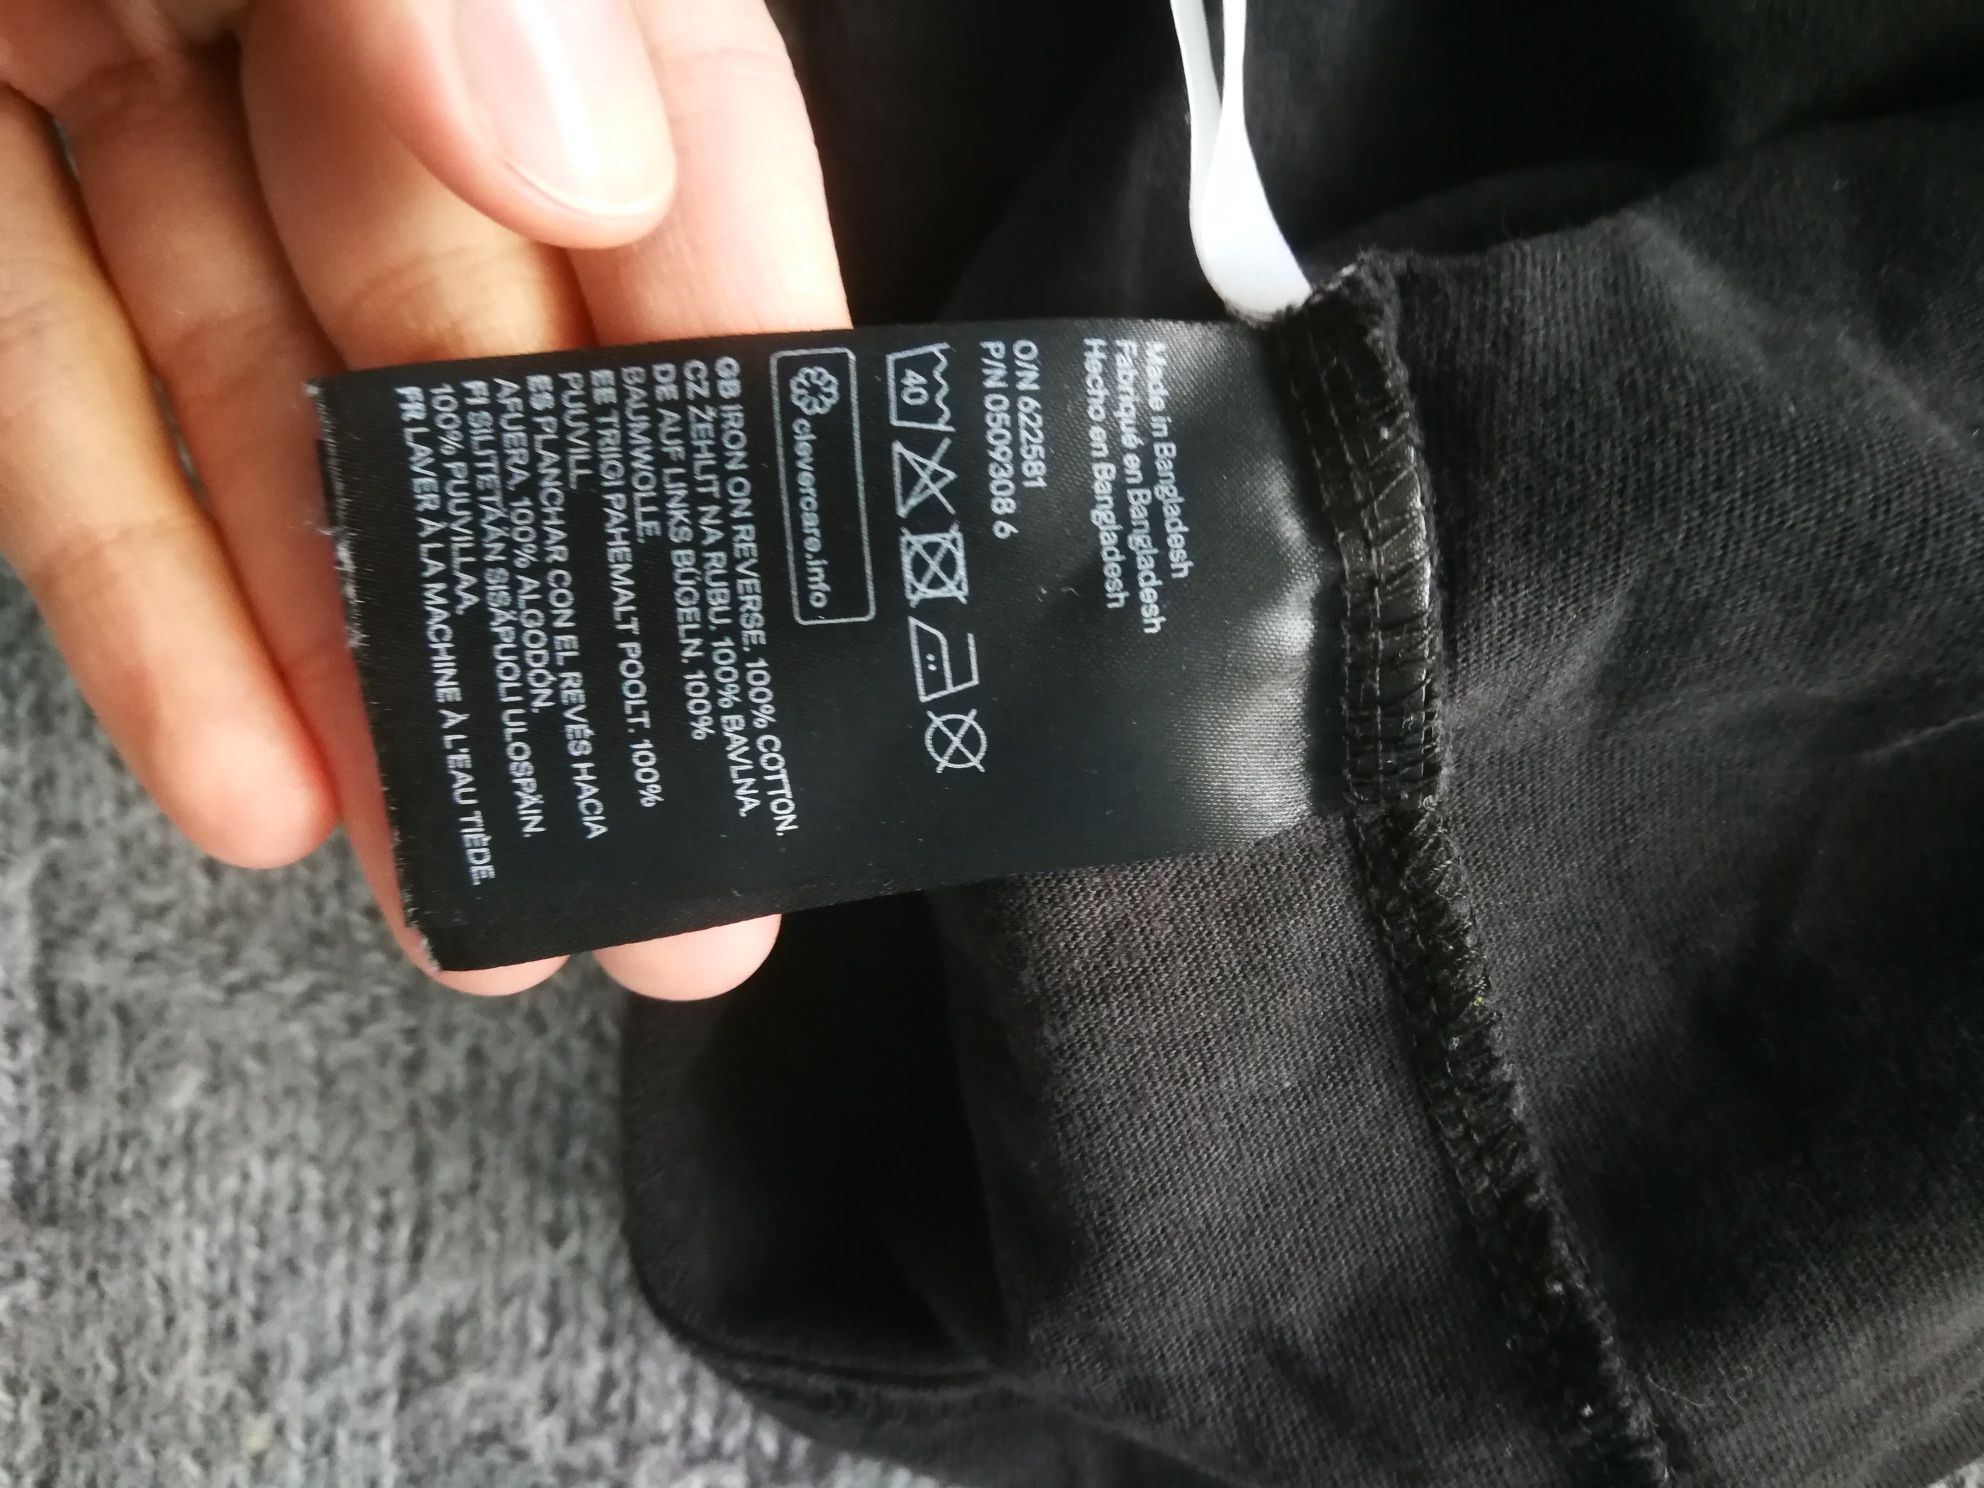 Made in Bangladesh
Fabriqué en Bangladesh
Hecho en Bangladesh
O/N 622581
P/N 0509308 6
40
clevercare.info
GB IRON ON REVERSE. 100% COTTON.
CZ ŽEHLIT NA RUBU, 100% BAVLNA.
DE AUF LINKS BÜGELN. 100%
BAUMWOLLE.
EE TRIIGI PAHEMALT POOLT. 100%
PUUVILL
ES PLANCHAR CON EL REVÉS HACIA
AFUERA, 100% ALGODÓN.
FI SILITETÄÄN SISÄPUOLI ULOSPÄIN.
100% PUUVILLAA.
FR LAVER À LA MACHINE À L'EAU TIÈDE.